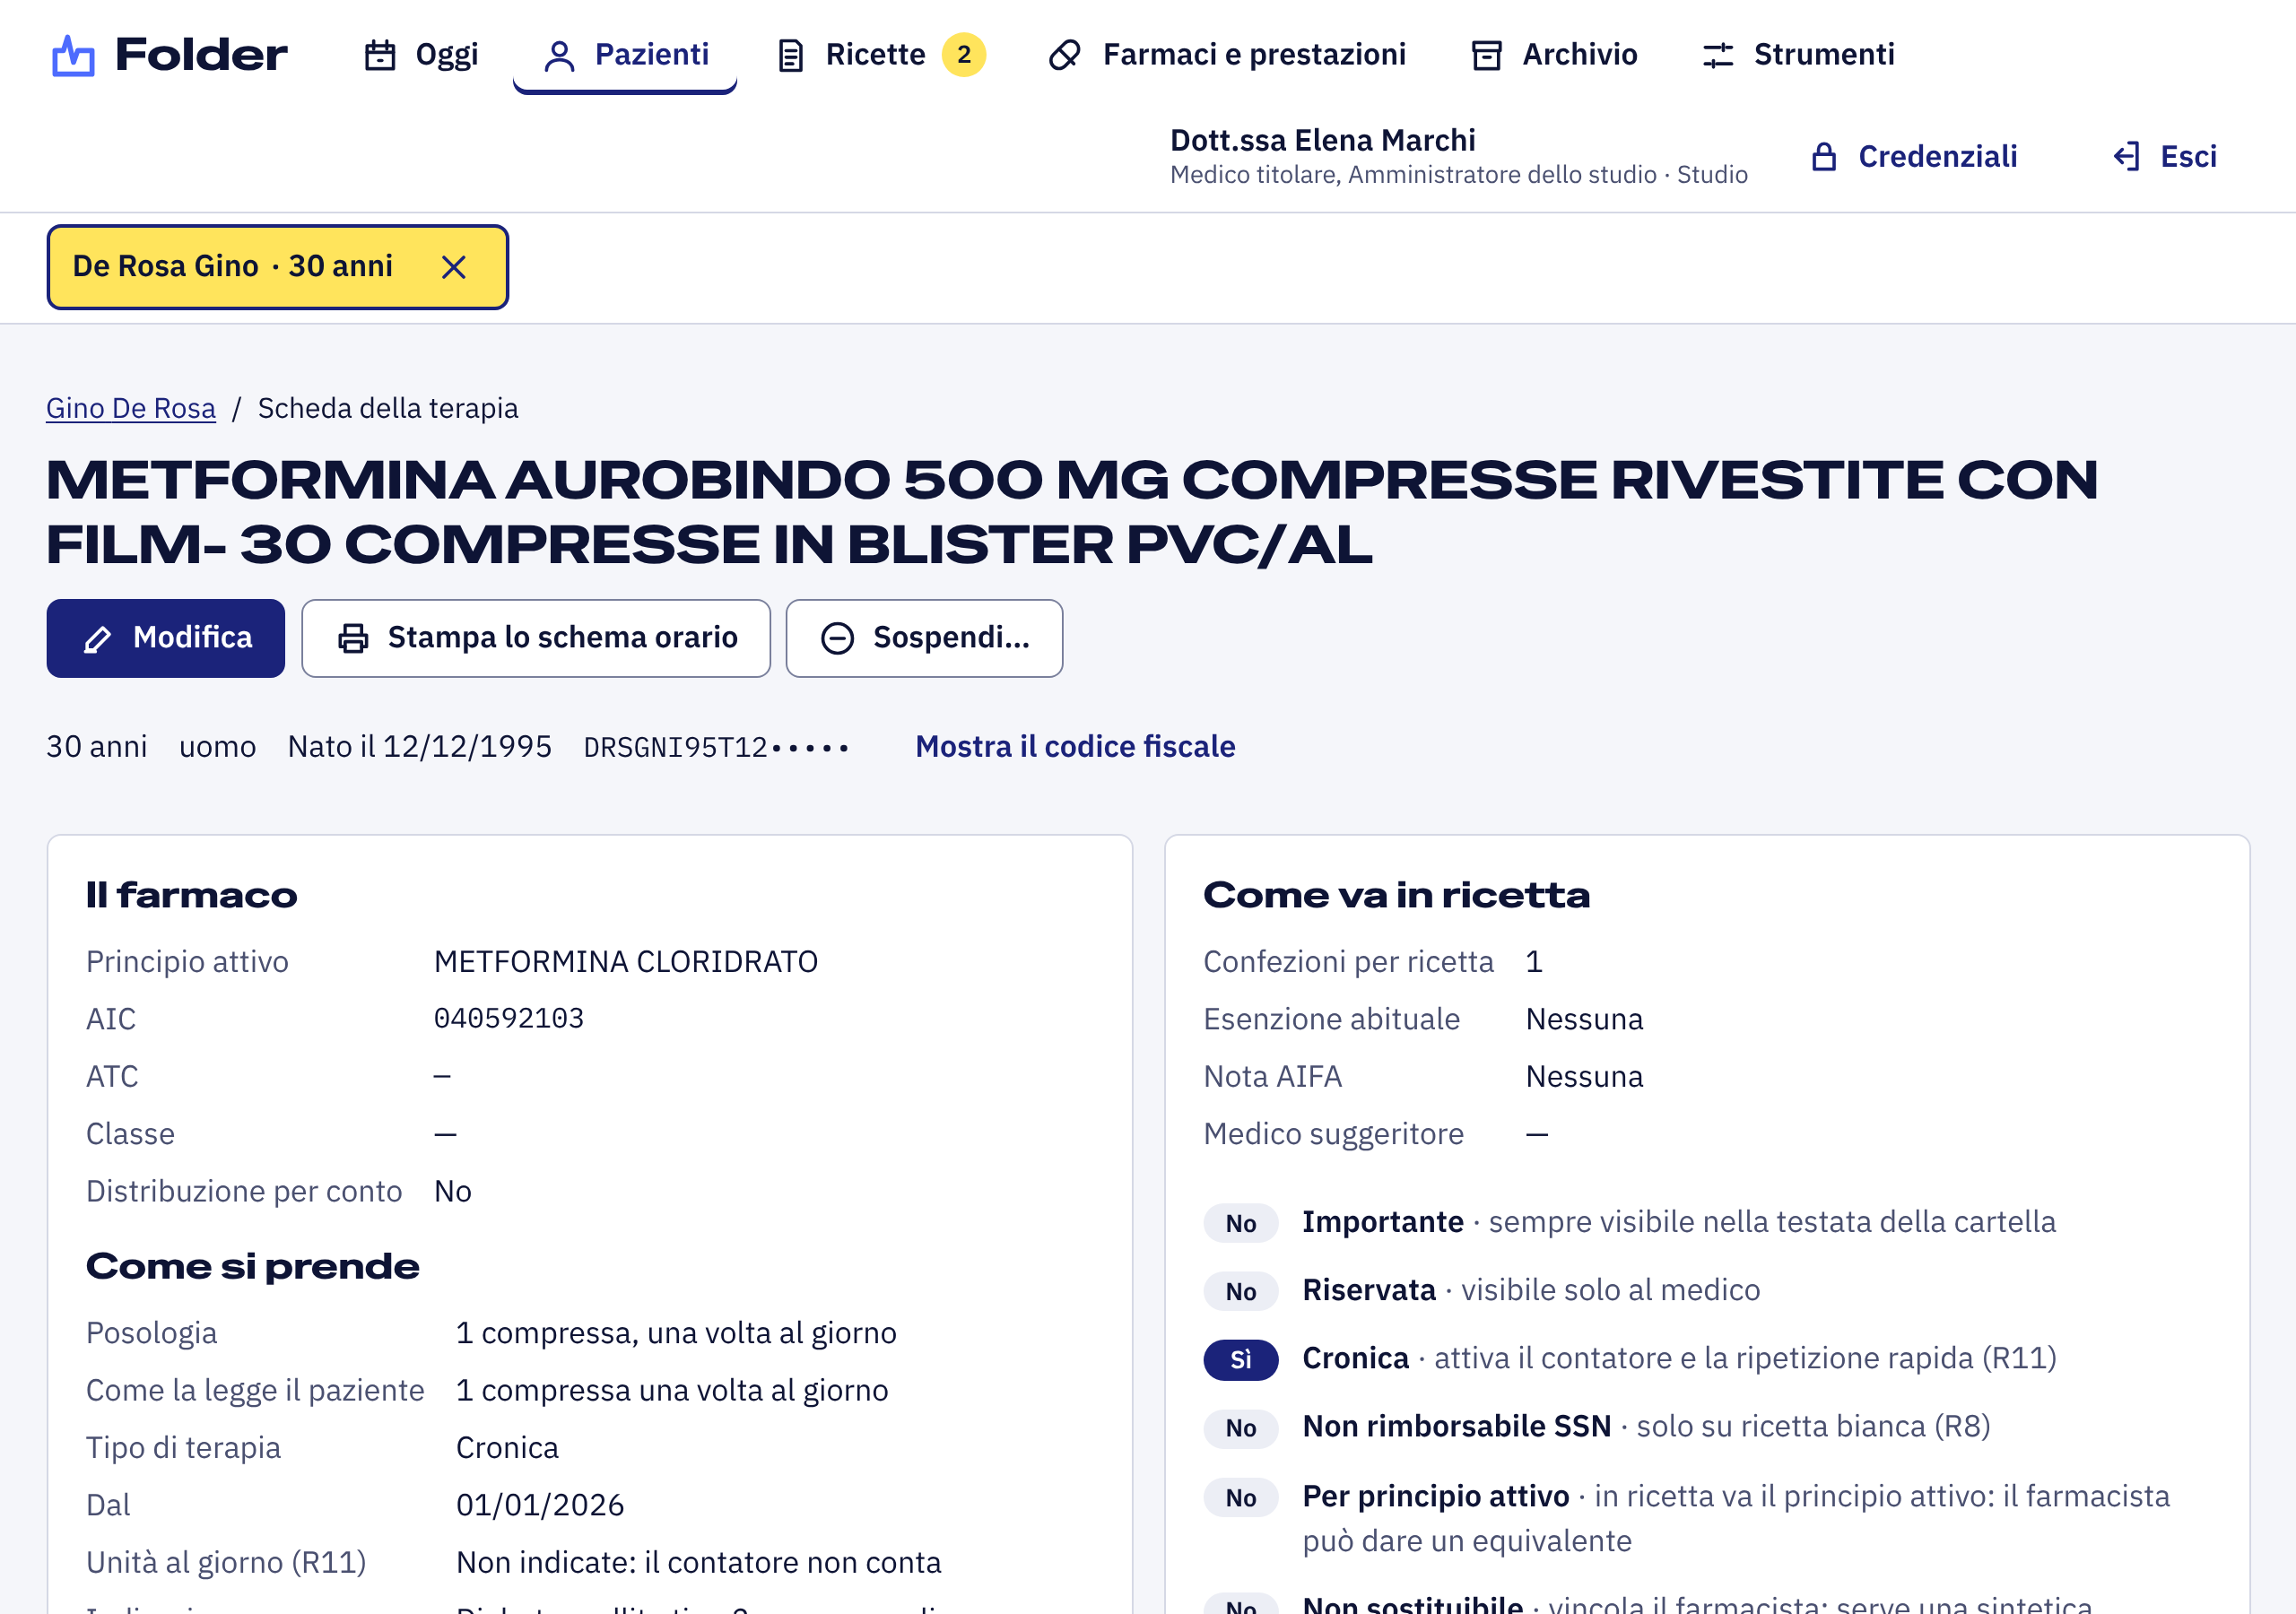 Folder
Oggi
Pazienti
Ricette 2
Farmaci e prestazioni
Archivio
Strumenti
Dott.ssa Elena Marchi
Medico titolare, Amministratore dello studio · Studio
Credenziali
Esci
De Rosa Gino · 30 anni
Gino De Rosa / Scheda della terapia
METFORMINA AUROBINDO 500 MG COMPRESSE RIVESTITE CON
FILM- 30 COMPRESSE IN BLISTER PVC/AL
Modifica
Stampa lo schema orario
Sospendi...
30 anni uomo Nato il 12/12/1995 DRSGNI95T12••••• Mostra il codice fiscale
Il farmaco
Principio attivo METFORMINA CLORIDRATO
AIC 040592103
ATC –
Classe —
Distribuzione per conto No
Come si prende
Posologia 1 compressa, una volta al giorno
Come la legge il paziente 1 compressa una volta al giorno
Tipo di terapia Cronica
Dal 01/01/2026
Unità al giorno (R11) Non indicate: il contatore non conta
Come va in ricetta
Confezioni per ricetta 1
Esenzione abituale Nessuna
Nota AIFA Nessuna
Medico suggeritore —
No Importante · sempre visibile nella testata della cartella
No Riservata · visibile solo al medico
Sì Cronica · attiva il contatore e la ripetizione rapida (R11)
No Non rimborsabile SSN · solo su ricetta bianca (R8)
No Per principio attivo · in ricetta va il principio attivo: il farmacista
può dare un equivalente
No Non sostituibile · vincola il farmacista: serve una sintetica